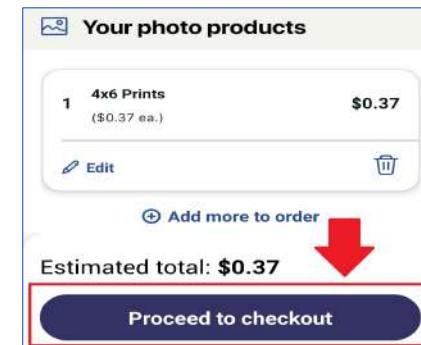 Your photo products
1 4x6 Prints $0.37
($0.37 ea.)
Edit
Add more to order
Estimated total: $0.37
Proceed to checkout